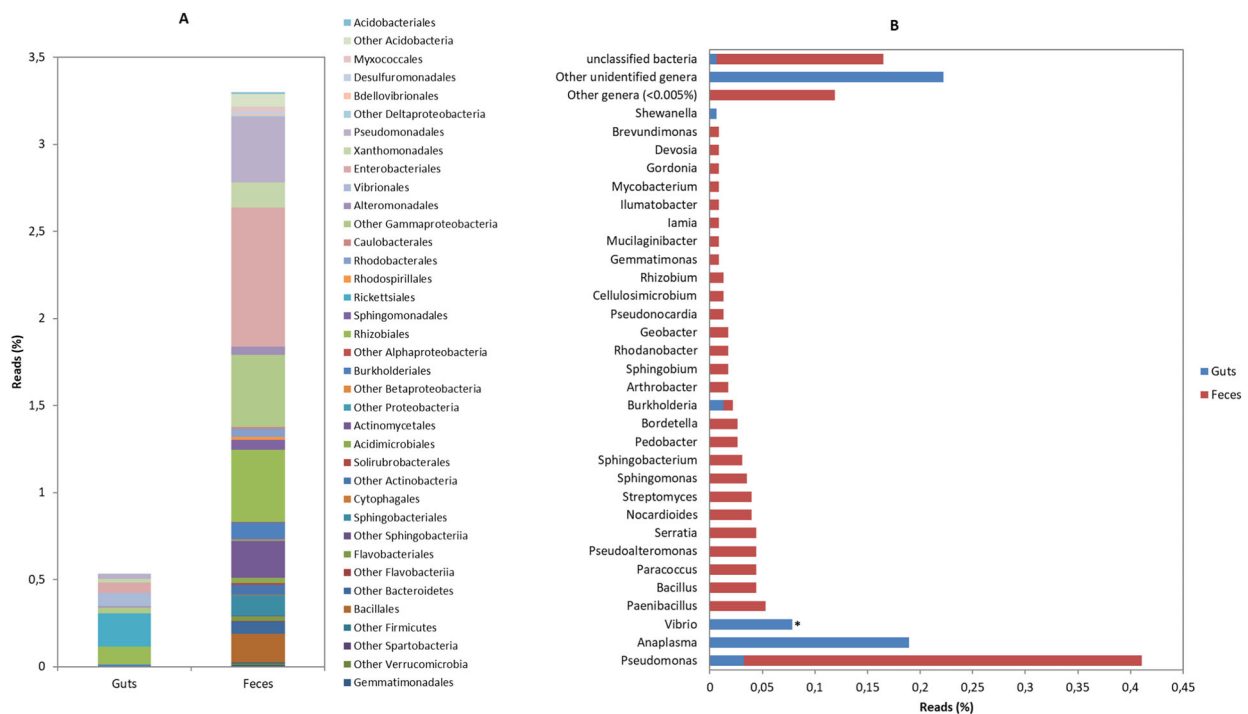 A
3,5
3
2,5
2
1,5
1
0,5
0
Reads (%)
Guts
Feces
Acidobacteriales
Other Acidobacteria
Myxococcales
Desulfuromonadales
Bdellovibrionales
Other Deltaproteobacteria
Pseudomonadales
Xanthomonadales
Enterobacteriales
Vibrionales
Alteromonadales
Other Gammaproteobacteria
Caulobacterales
Rhodobacterales
Rhodospirillales
Rickettsiales
Sphingomonadales
Rhizobiales
Other Alphaproteobacteria
Burkholderiales
Other Betaproteobacteria
Other Proteobacteria
Actinomycetales
Acidimicrobiales
Solirubrobacterales
Other Actinobacteria
Cytophagales
Sphingobacteriales
Other Sphingobacteriia
Flavobacteriales
Other Flavobacteriia
Other Bacteroidetes
Bacillales
Other Firmicutes
Other Spartobacteria
Other Verrucomicrobia
Gemmatimonadales
B
unclassified bacteria
Other unidentified genera
Other genera (<0.005%)
Shewanella
Brevundimonas
Devosia
Gordonia
Mycobacterium
Ilumatobacter
Iamia
Mucilaginibacter
Gemmatimonas
Rhizobium
Cellulosimicrobium
Pseudonocardia
Geobacter
Rhodanobacter
Sphingobium
Arthrobacter
Burkholderia
Bordetella
Pedobacter
Sphingobacterium
Sphingomonas
Streptomyces
Nocardioides
Serratia
Pseudoalteromonas
Paracoccus
Bacillus
Paenibacillus
Vibrio *
Anaplasma
Pseudomonas
0 0,05 0,1 0,15 0,2 0,25 0,3 0,35 0,4 0,45
Reads (%)
Guts
Feces